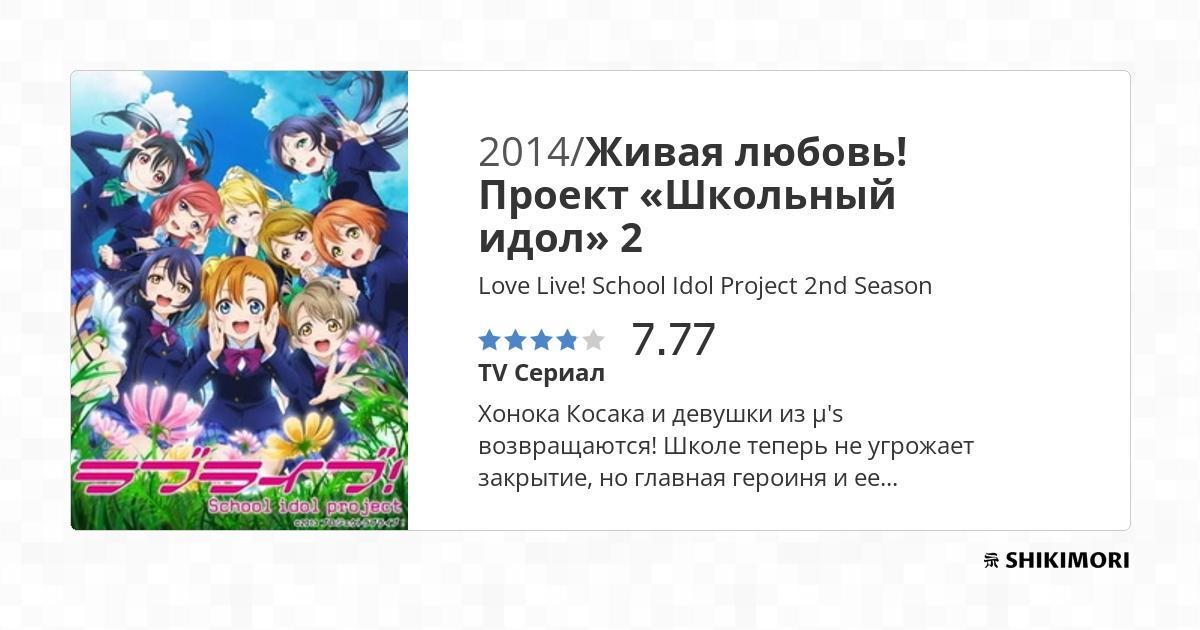 2014/Живая любовь!
Проект «Школьный
идол» 2
Love Live! School Idol Project 2nd Season
7.77
TV Сериал
Хонока Косака и девушки из μ's
возвращаются! Школе теперь не угрожает
закрытие, но главная героиня и ее...
ラブライブ!
School idol project
©2013 プロジェクトラブライブ!
SHIKIMORI